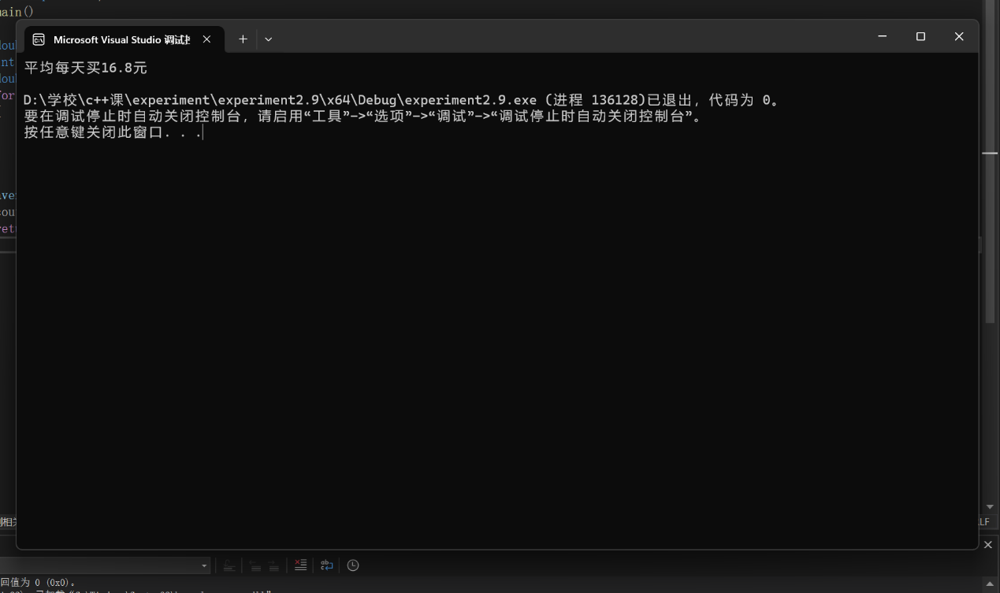 ain()
Microsoft Visual Studio 调试
平均每天买16.8元
D:\学校\c++课\experiment\experiment2.9\x64\Debug\experiment2.9.exe (进程 136128)已退出，代码为 0。
要在调试停止时自动关闭控制台，请启用“工具”->“选项”->“调试”->“调试停止时自动关闭控制台”。
按任意键关闭此窗口. . .
for
LF
回值为 0 (0x0)。